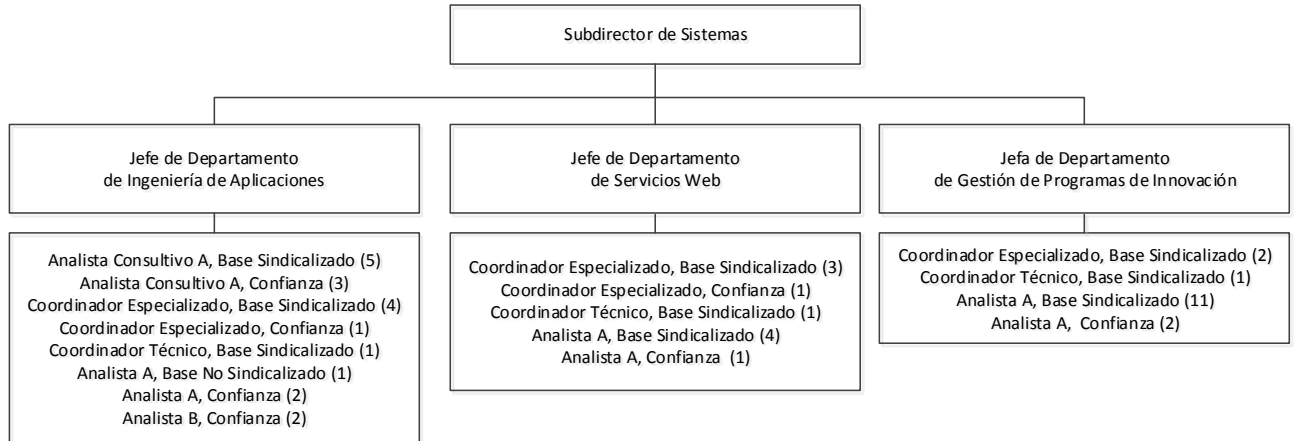 Subdirector de Sistemas
Jefe de Departamento
de Ingeniería de Aplicaciones
Jefe de Departamento
de Servicios Web
Jefa de Departamento
de Gestión de Programas de Innovación
Analista Consultivo A, Base Sindicalizado (5)
Analista Consultivo A, Confianza (3)
Coordinador Especializado, Base Sindicalizado (4)
Coordinador Especializado, Confianza (1)
Coordinador Técnico, Base Sindicalizado (1)
Analista A, Base No Sindicalizado (1)
Analista A, Confianza (2)
Analista B, Confianza (2)
Coordinador Especializado, Base Sindicalizado (3)
Coordinador Especializado, Confianza (1)
Coordinador Técnico, Base Sindicalizado (1)
Analista A, Base Sindicalizado (4)
Analista A, Confianza (1)
Coordinador Especializado, Base Sindicalizado (2)
Coordinador Técnico, Base Sindicalizado (1)
Analista A, Base Sindicalizado (11)
Analista A, Confianza (2)